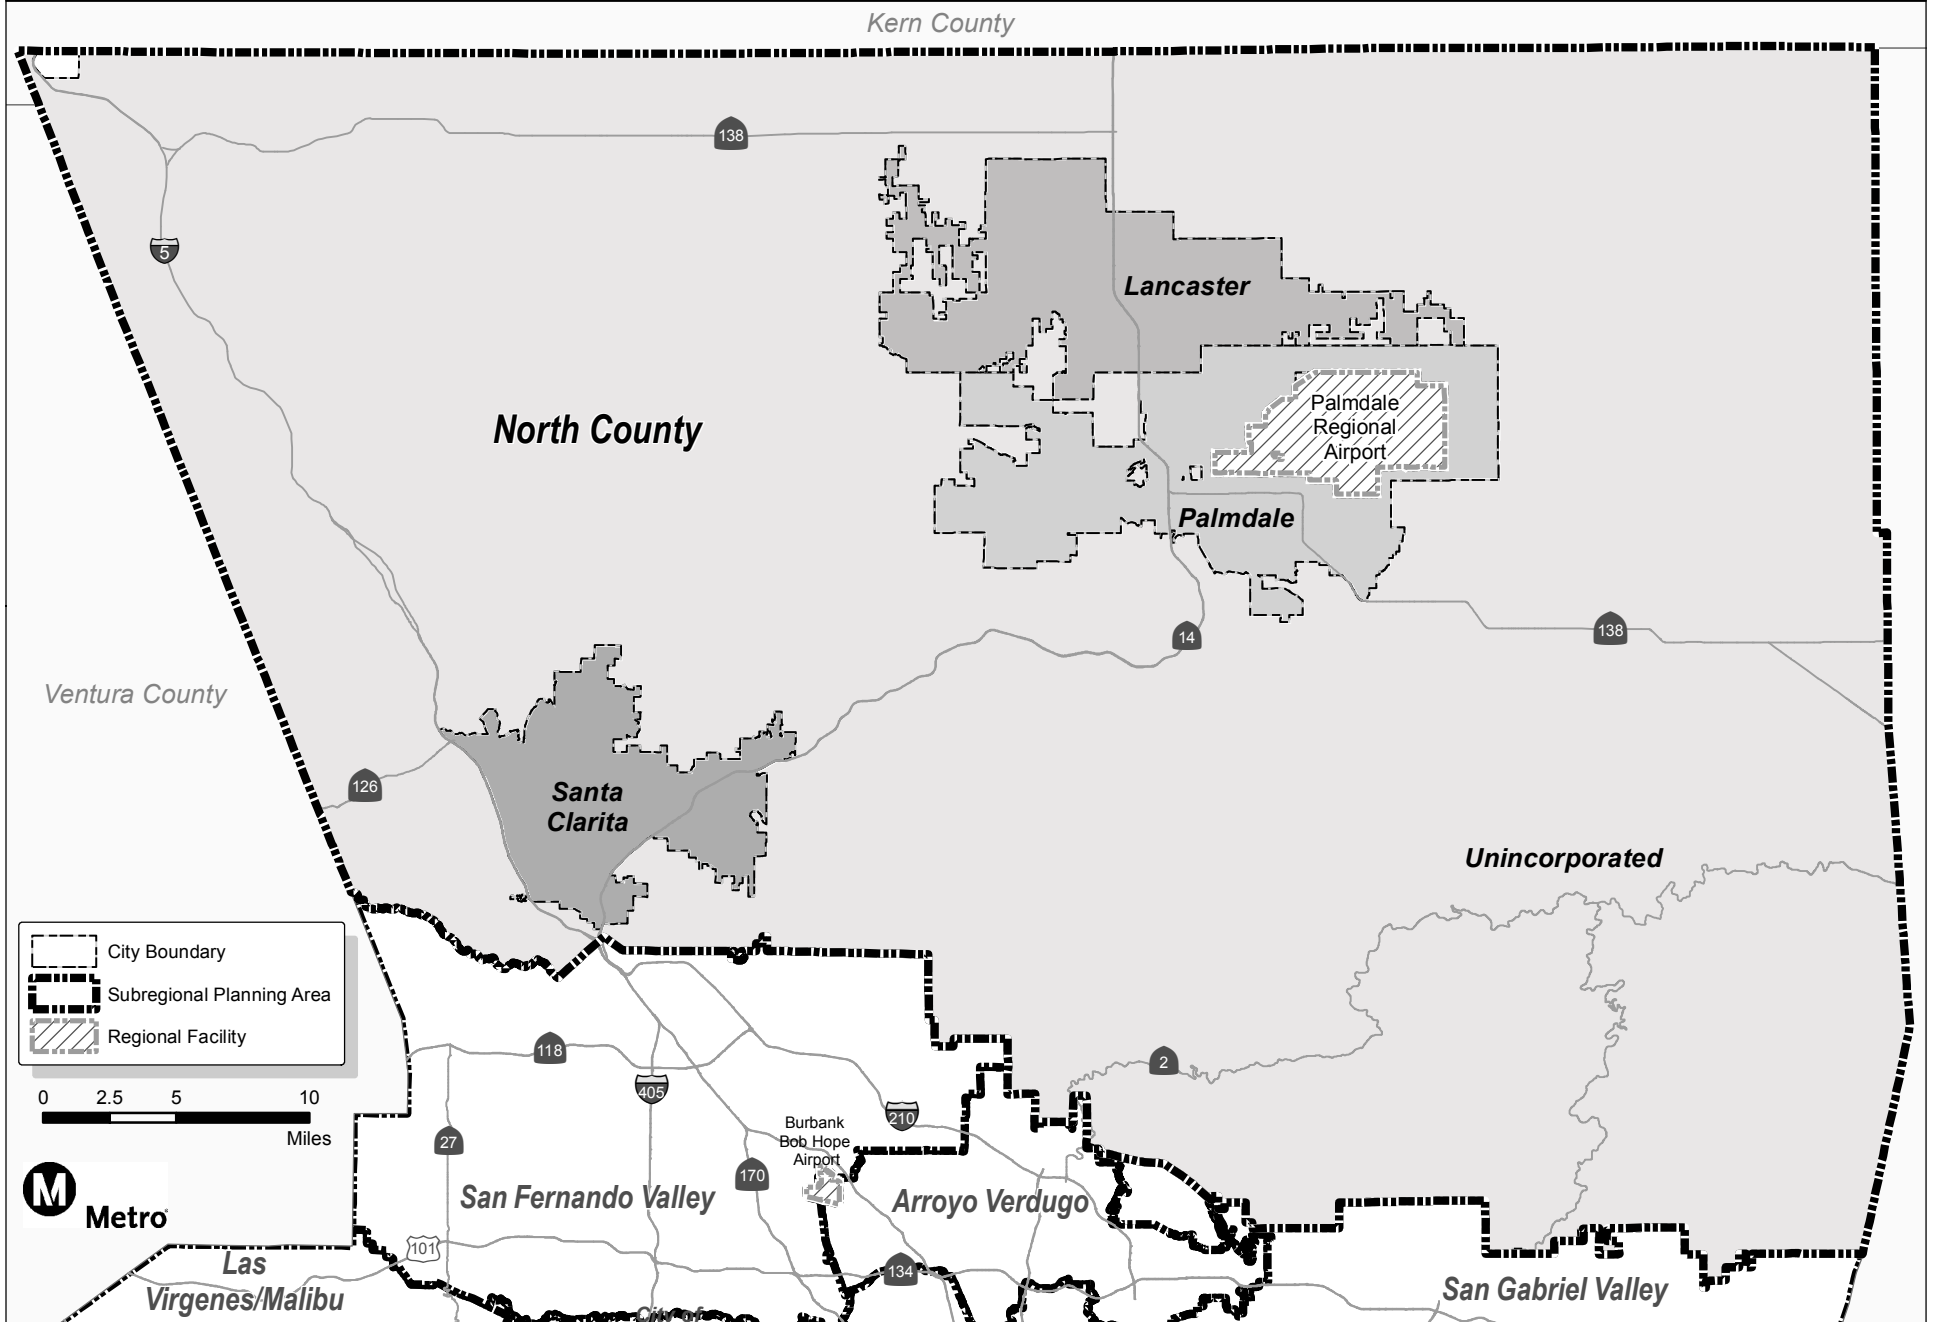 Kern County
138
5
Lancaster
North County
Palmdale
Regional
Airport
Palmdale
14
138
Ventura County
126
Santa
Clarita
Unincorporated
City Boundary
Subregional Planning Area
Regional Facility
0 2.5 5 10
Miles
M
Metro
118
405
2
210
27
Burbank
Bob Hope
Airport
170
San Fernando Valley
Arroyo Verdugo
101
134
Las
Virgenes/Malibu
San Gabriel Valley
City of